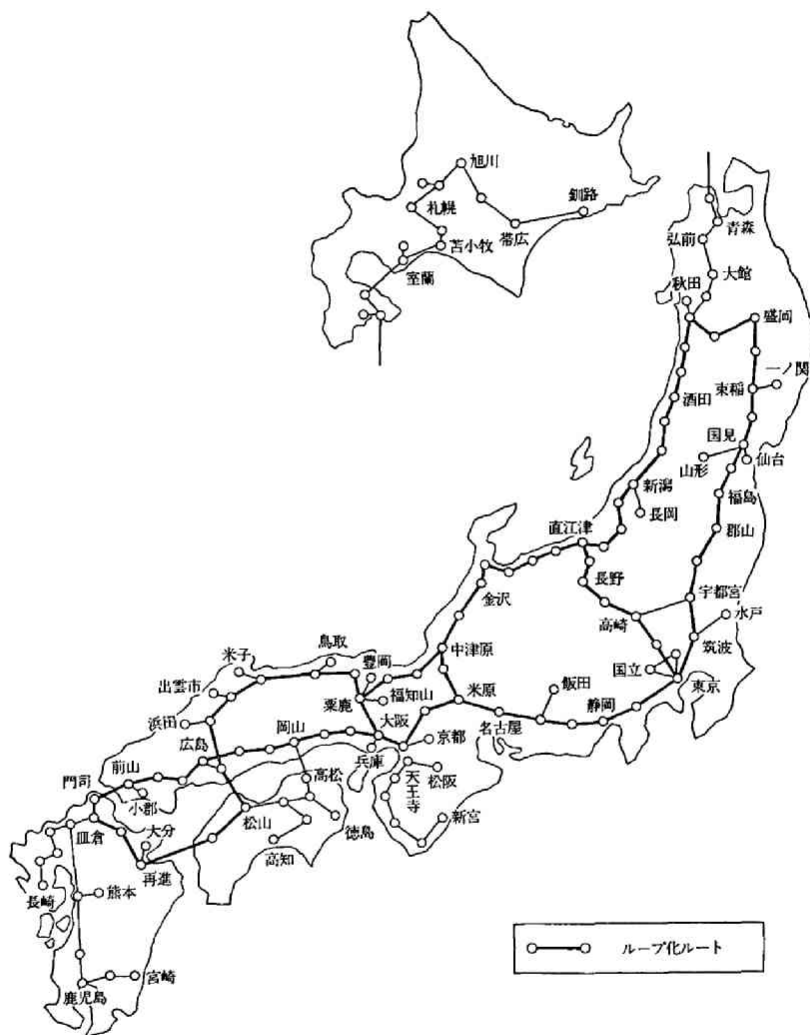 旭川
釧路
札幌
帯広
苫小牧
室蘭
青森
弘前
大館
秋田
盛岡
一ノ関
束稲
酒田
国見
山形
仙台
新潟
福島
長岡
直江津
郡山
長野
金沢
宇都宮
水戸
高崎
鳥取
豊岡
中津原
筑波
米子
国立
出雲市
飯田
福知山
米原
粟鹿
東京
浜田
大阪
静岡
岡山
名古屋
広島
京都
兵庫
前山
門司
高松
天王寺
松阪
小郡
大分
松山
新宮
皿倉
徳島
高知
再進
長崎
熊本
宮崎
鹿児島
ループ化ルート